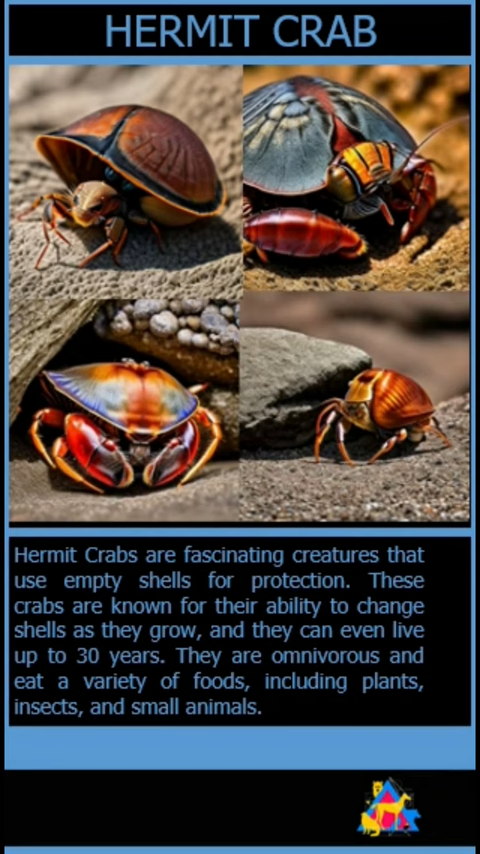 HERMIT CRAB
Hermit Crabs are fascinating creatures that
use empty shells for protection. These
crabs are known for their ability to change
shells as they grow, and they can even live
up to 30 years. They are omnivorous and
eat a variety of foods, including plants,
insects, and small animals.